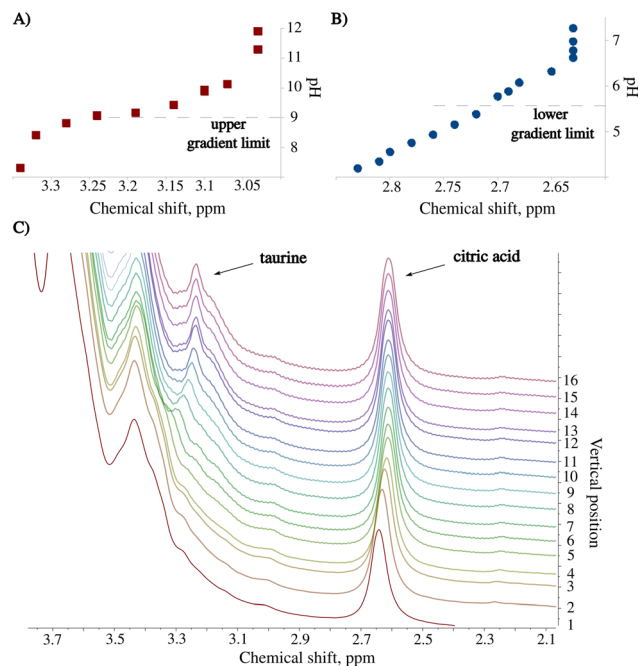 A)
12
11
10
9
8
pH
upper
gradient limit
3.3 3.25 3.2 3.15 3.1 3.05
Chemical shift, ppm
B)
7
6
5
pH
lower
gradient limit
2.8 2.75 2.7 2.65
Chemical shift, ppm
C)
taurine
citric acid
16
15
14
13
12
11
10
9
8
7
6
5
4
3
2
1
Vertical position
3.7 3.5 3.3 3.1 2.9 2.7 2.5 2.3 2.1
Chemical shift, ppm